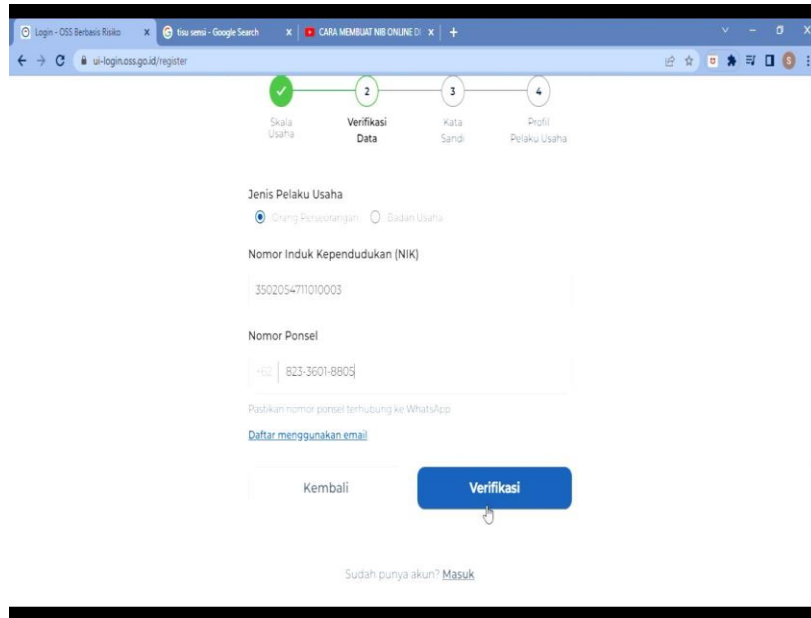 Login - OSS Berbasis Risiko
tisu sensi - Google Search
CARA MEMBUAT NIB ONLINE DI
ui-login.oss.go.id/register
2
3
4
Skala
Usaha
Verifikasi
Data
Kata
Sandi
Profil
Pelaku Usaha
Jenis Pelaku Usaha
Orang Perseorangan
Badan Usaha
Nomor Induk Kependudukan (NIK)
3502054711010003
Nomor Ponsel
+62 823-3601-8805
Pastikan nomor ponsel terhubung ke WhatsApp
Daftar menggunakan email
Kembali
Verifikasi
Sudah punya akun? Masuk